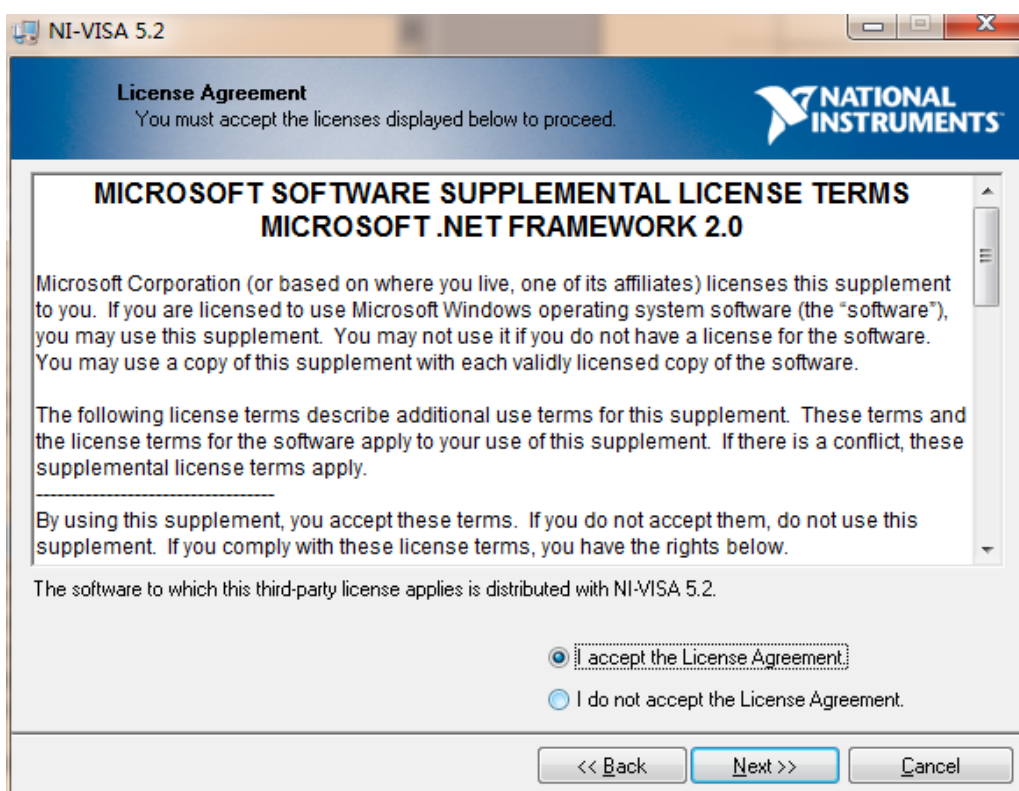 NI-VISA 5.2
License Agreement
You must accept the licenses displayed below to proceed.
NATIONAL
INSTRUMENTS
MICROSOFT SOFTWARE SUPPLEMENTAL LICENSE TERMS
MICROSOFT .NET FRAMEWORK 2.0
Microsoft Corporation (or based on where you live, one of its affiliates) licenses this supplement
to you.  If you are licensed to use Microsoft Windows operating system software (the “software”),
you may use this supplement.  You may not use it if you do not have a license for the software.
You may use a copy of this supplement with each validly licensed copy of the software.
The following license terms describe additional use terms for this supplement.  These terms and
the license terms for the software apply to your use of this supplement.  If there is a conflict, these
supplemental license terms apply.
----------------------------------
By using this supplement, you accept these terms.  If you do not accept them, do not use this
supplement.  If you comply with these license terms, you have the rights below.
The software to which this third-party license applies is distributed with NI-VISA 5.2.
I accept the License Agreement.
I do not accept the License Agreement.
<< Back
Next >>
Cancel